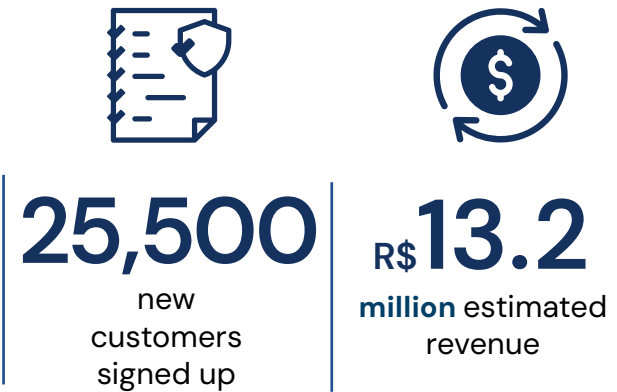 25,500
new
customers
signed up
R$13.2
million estimated
revenue